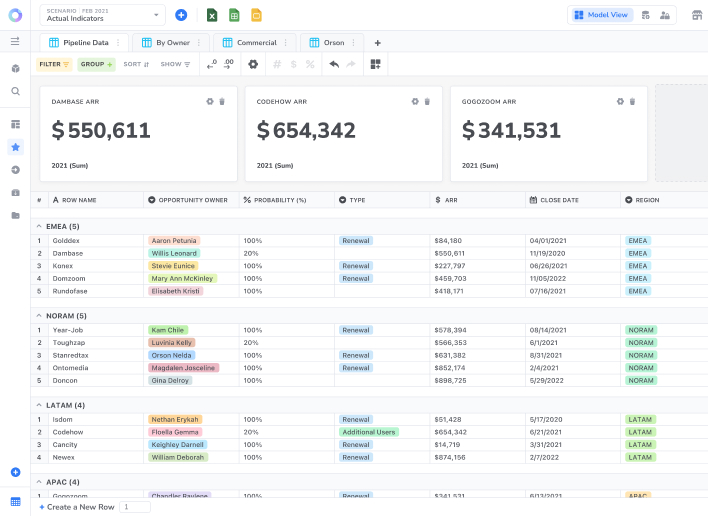 SCENARIO · FEB 2021
Actual Indicators
Model View
Pipeline Data
By Owner
Commercial
Orson
FILTER
GROUP
SORT
SHOW
.0 .00
# $ %
DAMBASE ARR
$550,611
2021 (Sum)
CODEHOW ARR
$654,342
2021 (Sum)
GOGOZOOM ARR
$341,531
2021 (Sum)
# ROW NAME OPPORTUNITY OWNER PROBABILITY (%) TYPE ARR CLOSE DATE REGION
EMEA (5)
1 Golddex Aaron Petunia 100% Renewal $84,180 04/01/2021 EMEA
2 Dambase Willis Leonard 20% $550,611 11/19/2020 EMEA
3 Konex Stevie Eunice 100% Renewal $227,797 06/26/2021 EMEA
4 Domzoom Mary Ann McKinley 100% Renewal $459,703 11/05/2022 EMEA
5 Rundofase Elisabeth Kristi 100% $418,171 07/16/2021 EMEA
NORAM (5)
1 Year-Job Kam Chile 100% Renewal $578,394 08/14/2021 NORAM
2 Toughzap Luvinia Kelly 20% $566,353 6/1/2021 NORAM
3 Stanredtax Orson Nelda 100% Renewal $631,382 8/31/2021 NORAM
4 Ontomedia Magdalen Josceline 100% Renewal $852,174 2/4/2021 NORAM
5 Doncon Gina Delroy 100% $898,725 5/29/2022 NORAM
LATAM (4)
1 Isdom Nethan Erykah 100% Renewal $51,428 5/17/2020 LATAM
2 Codehow Floella Gemma 20% Additional Users $654,342 6/21/2021 LATAM
3 Cancity Keighley Darnell 100% Renewal $14,719 3/31/2021 LATAM
4 Newex William Deborah 100% Renewal $874,156 2/7/2022 LATAM
APAC (4)
1 Gogozoom Chandler Raylene 100% Renewal $341,531 6/13/2021 APAC
+ Create a New Row 1